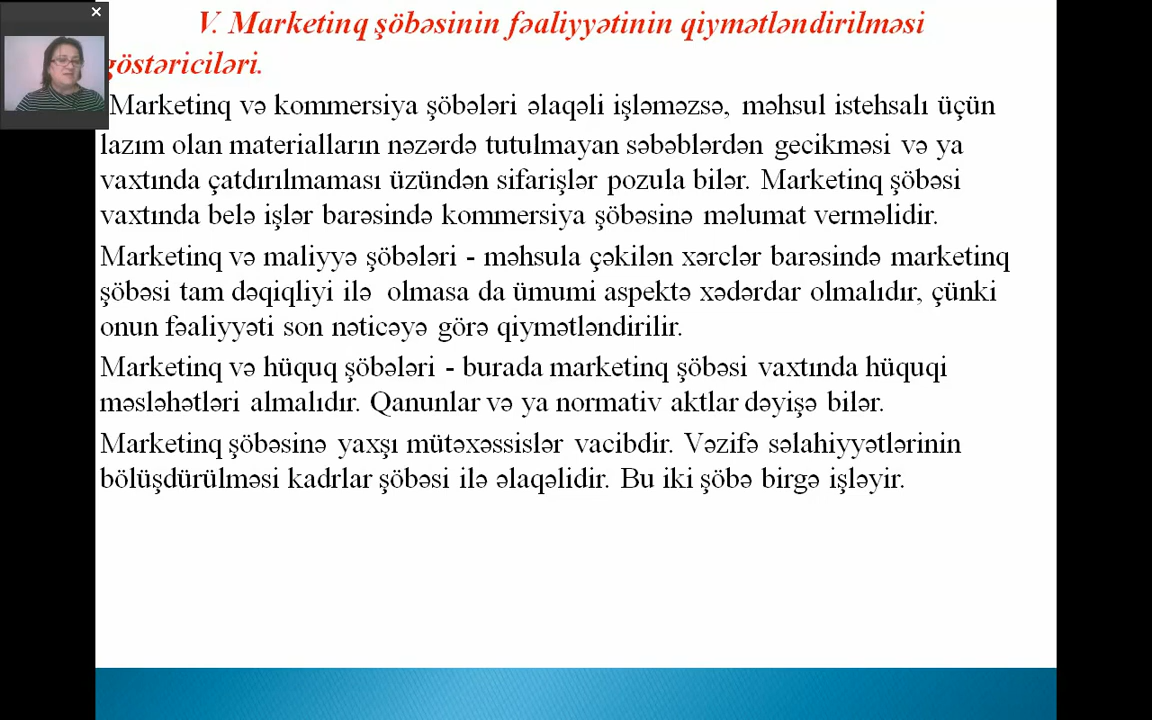 V. Marketinq şöbəsinin fəaliyyətinin qiymətləndirilməsi
göstəriciləri.
Marketinq və kommersiya şöbələri əlaqəli işləməzsə, məhsul istehsalı üçün
lazım olan materialların nəzərdə tutulmayan səbəblərdən gecikməsi və ya
vaxtında çatdırılmaması üzündən sifarişlər pozula bilər. Marketinq şöbəsi
vaxtında belə işlər barəsində kommersiya şöbəsinə məlumat verməlidir.
Marketinq və maliyyə şöbələri - məhsula çəkilən xərclər barəsində marketinq
şöbəsi tam dəqiqliyi ilə olmasa da ümumi aspektə xədərdar olmalıdır, çünki
onun fəaliyyəti son nəticəyə görə qiymətləndirilir.
Marketinq və hüquq şöbələri - burada marketinq şöbəsi vaxtında hüquqi
məsləhətləri almalıdır. Qanunlar və ya normativ aktlar dəyişə bilər.
Marketinq şöbəsinə yaxşı mütəxəssislər vacibdir. Vəzifə səlahiyyətlərinin
bölüşdürülməsi kadrlar şöbəsi ilə əlaqəlidir. Bu iki şöbə birgə işləyir.